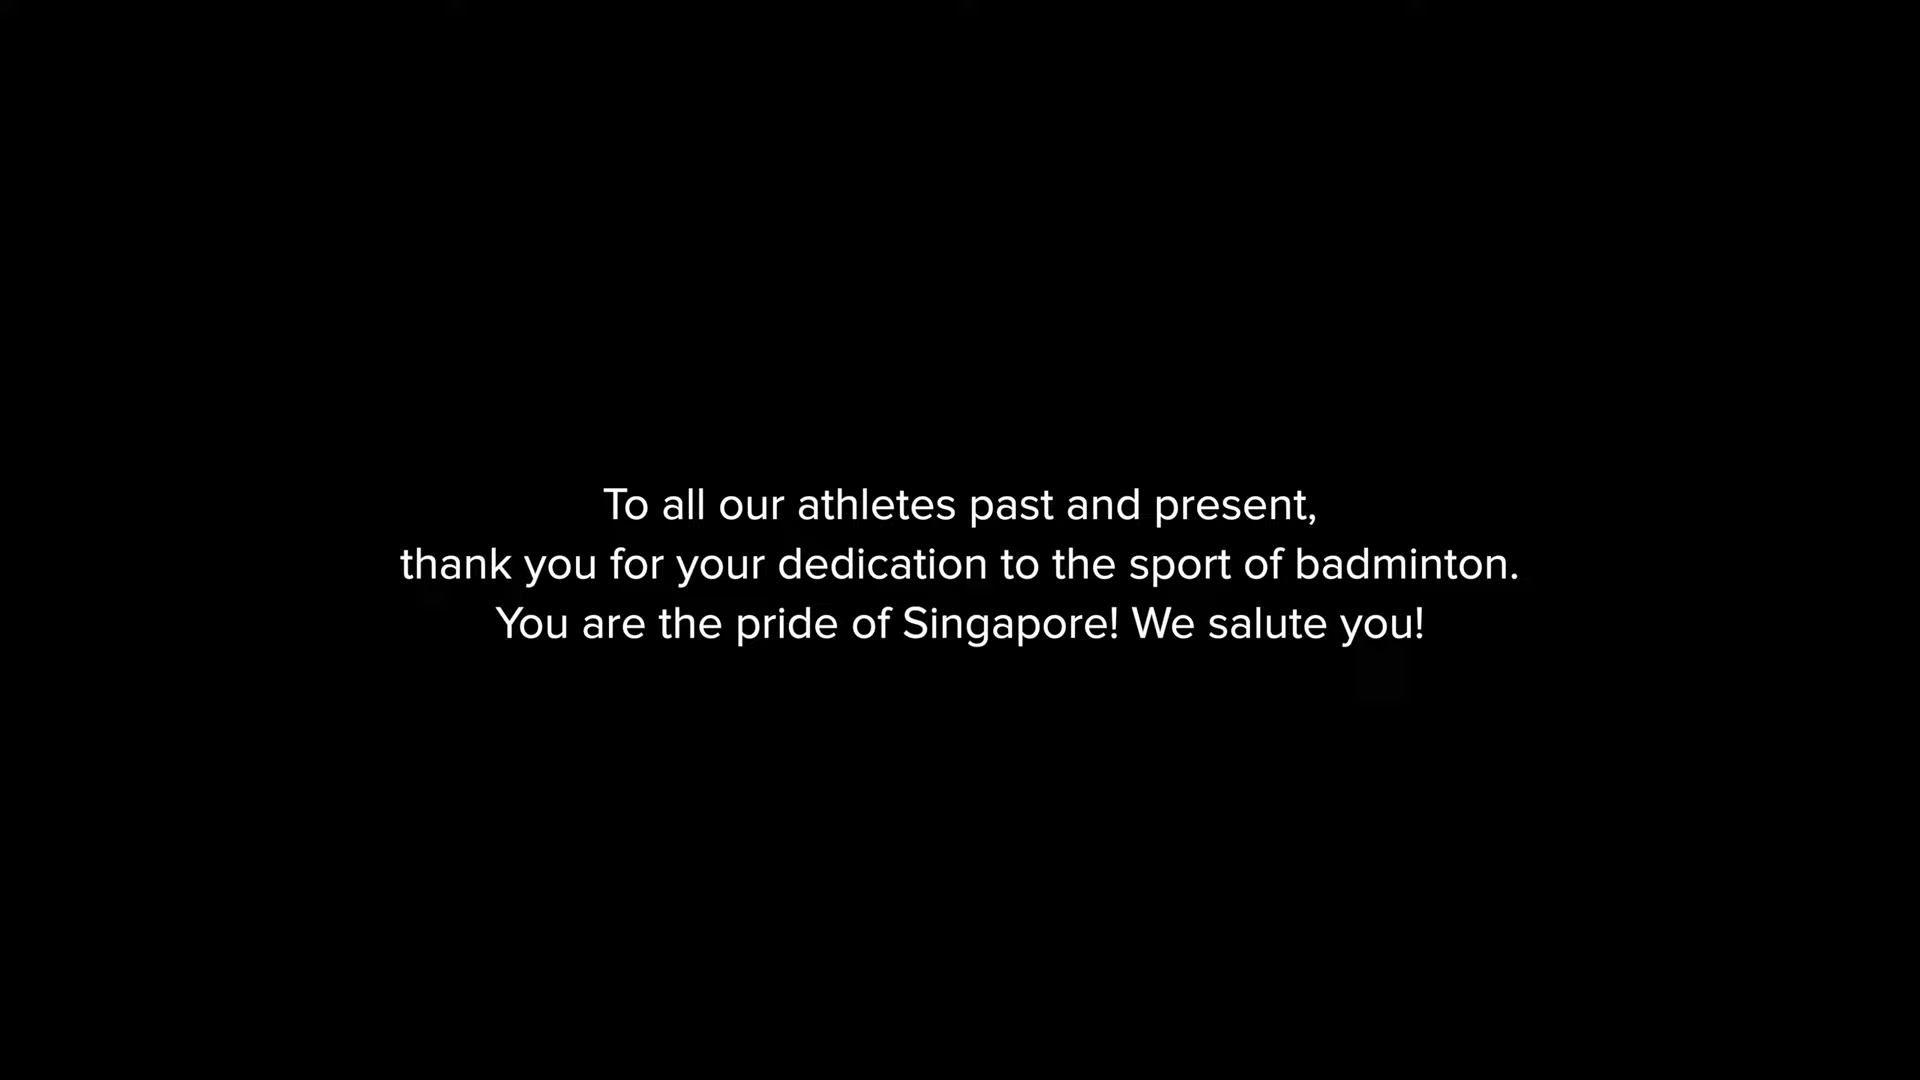 To all our athletes past and present,
thank you for your dedication to the sport of badminton.
You are the pride of Singapore! We salute you!